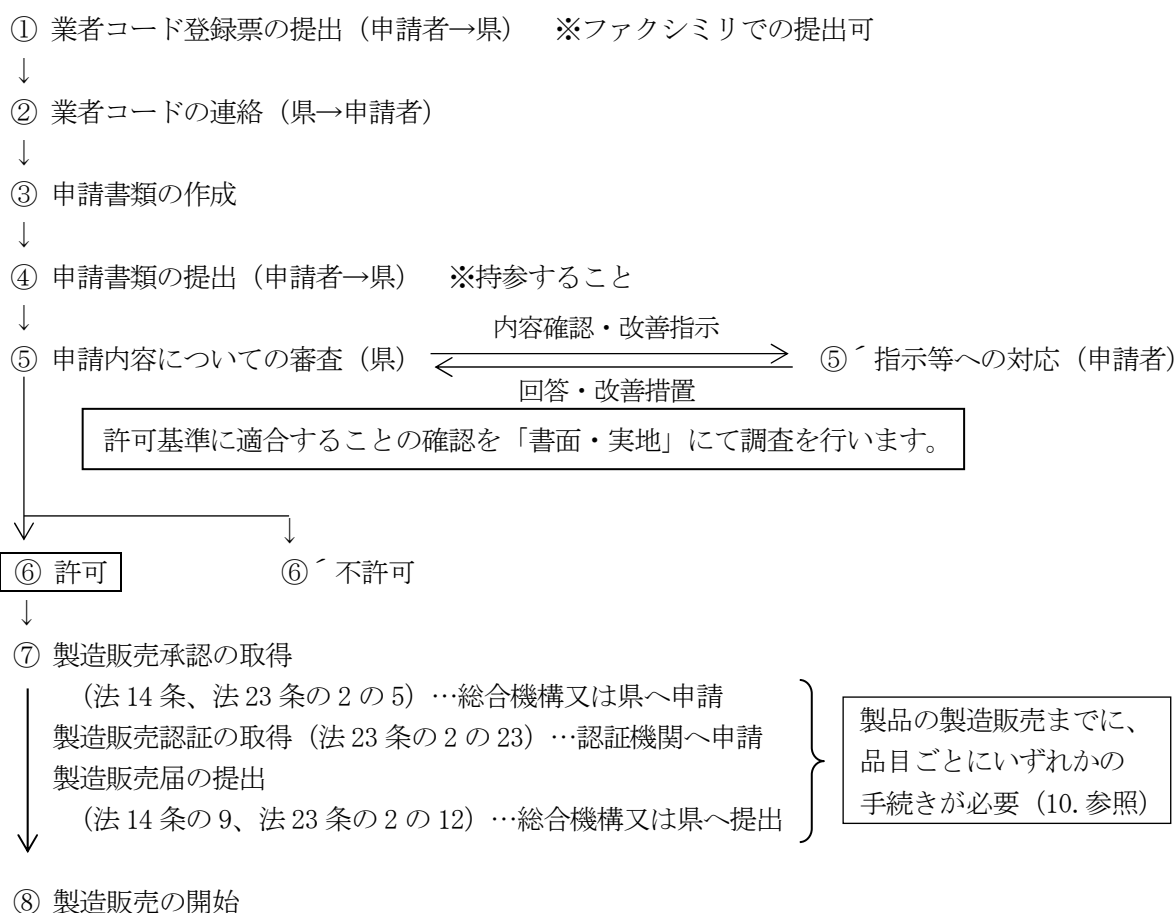 ① 業者コード登録票の提出（申請者→県）　※ファクシミリでの提出可
↓
② 業者コードの連絡（県→申請者）
↓
③ 申請書類の作成
↓
④ 申請書類の提出（申請者→県）　※持参すること
↓
内容確認・改善指示
⑤ 申請内容についての審査（県）
⑤´指示等への対応（申請者）
回答・改善措置
許可基準に適合することの確認を「書面・実地」にて調査を行います。
↓
⑥ 許可
⑥´不許可
↓
⑦ 製造販売承認の取得
（法 14 条、法 23 条の 2 の 5）…総合機構又は県へ申請
製造販売認証の取得（法 23 条の 2 の 23）…認証機関へ申請
製造販売届の提出
（法 14 条の 9、法 23 条の 2 の 12）…総合機構又は県へ提出
製品の製造販売までに、
品目ごとにいずれかの
手続きが必要（10. 参照）
⑧ 製造販売の開始